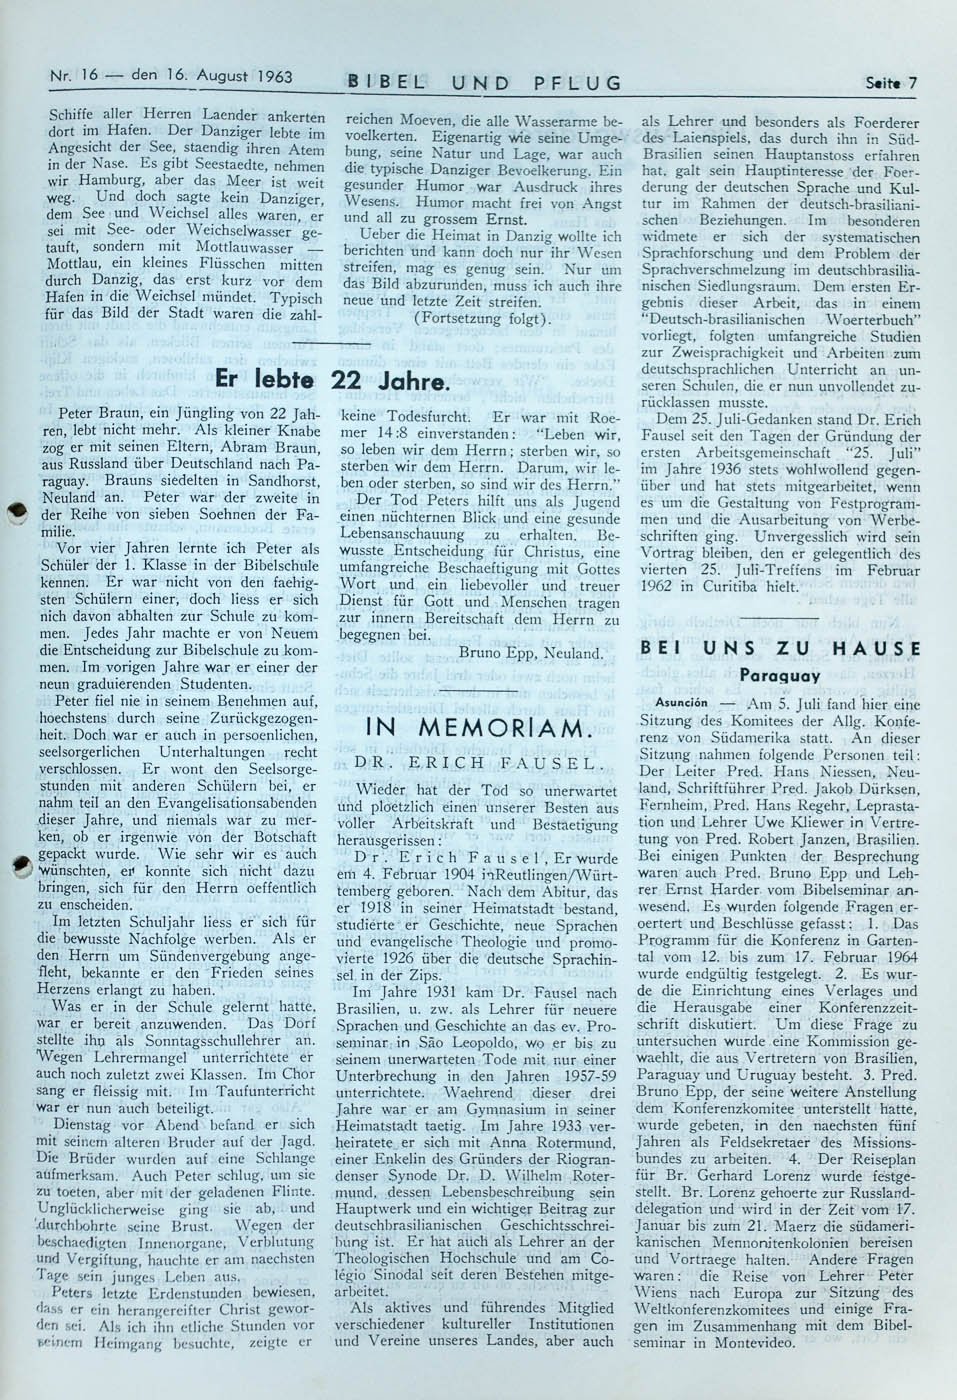 Nr. 16 — den 16. August 1963
BIBEL UND PFLUG
Seite 7
Schiffe aller Herren Laender ankerten
dort im Hafen. Der Danziger lebte im
Angesicht der See, staendig ihren Atem
in der Nase. Es gibt Seestaedte, nehmen
wir Hamburg, aber das Meer ist weit
weg. Und doch sagte kein Danziger,
dem See und Weichsel alles waren, er
sei mit See- oder Weichselwasser ge-
tauft, sondern mit Mottlauwasser —
Mottlau, ein kleines Flüsschen mitten
durch Danzig, das erst kurz vor dem
Hafen in die Weichsel mündet. Typisch
für das Bild der Stadt waren die zahl-
reichen Moeven, die alle Wasserarme be-
voelkerten. Eigenartig wie seine Umge-
bung, seine Natur und Lage, war auch
die typische Danziger Bevoelkerung. Ein
gesunder Humor war Ausdruck ihres
Wesens. Humor macht frei von Angst
und all zu grossem Ernst.
Ueber die Heimat in Danzig wollte ich
berichten und kann doch nur ihr Wesen
streifen, mag es genug sein. Nur um
das Bild abzurunden, muss ich auch ihre
neue und letzte Zeit streifen.
(Fortsetzung folgt).
Er lebte 22 Jahre.
Peter Braun, ein Jüngling von 22 Jah-
ren, lebt nicht mehr. Als kleiner Knabe
zog er mit seinen Eltern, Abram Braun,
aus Russland über Deutschland nach Pa-
raguay. Brauns siedelten in Sandhorst,
Neuland an. Peter war der zweite in
der Reihe von sieben Soehnen der Fa-
milie.
Vor vier Jahren lernte ich Peter als
Schüler der 1. Klasse in der Bibelschule
kennen. Er war nicht von den faehig-
sten Schülern einer, doch liess er sich
nich davon abhalten zur Schule zu kom-
men. Jedes Jahr machte er von Neuem
die Entscheidung zur Bibelschule zu kom-
men. Im vorigen Jahre war er einer der
neun graduierenden Studenten.
Peter fiel nie in seinem Benehmen auf,
hoechstens durch seine Zurückgezogen-
heit. Doch war er auch in persoenlichen,
seelsorgerlichen Unterhaltungen recht
verschlossen. Er wont den Seelsorge-
stunden mit anderen Schülern bei, er
nahm teil an den Evangelisationsabenden
dieser Jahre, und niemals war zu mer-
ken, ob er irgenwie von der Botschaft
gepackt wurde. Wie sehr wir es auch
wünschten, er konnte sich nicht dazu
bringen, sich für den Herrn oeffentlich
zu enscheiden.
Im letzten Schuljahr liess er sich für
die bewusste Nachfolge werben. Als er
den Herrn um Sündenvergebung ange-
fleht, bekannte er den Frieden seines
Herzens erlangt zu haben.
Was er in der Schule gelernt hatte,
war er bereit anzuwenden. Das Dorf
stellte ihn als Sonntagsschullehrer an.
Wegen Lehrermangel unterrichtete er
auch noch zuletzt zwei Klassen. Im Chor
sang er fleissig mit. Im Taufunterricht
war er nun auch beteiligt.
Dienstag vor Abend befand er sich
mit seinem alteren Bruder auf der Jagd.
Die Brüder wurden auf eine Schlange
aufmerksam. Auch Peter schlug, um sie
zu toeten, aber mit der geladenen Flinte.
Unglücklicherweise ging sie ab, und
durchbohrte seine Brust. Wegen der
beschaedigten Innenorgane, Verblutung
und Vergiftung, hauchte er am naechsten
Tage sein junges Leben aus.
Peters letzte Erdenstunden bewiesen,
dass er ein herangereifter Christ gewor-
den sei. Als ich ihn etliche Stunden vor
seinem Heimgang besuchte, zeigte er
keine Todesfurcht. Er war mit Roe-
mer 14:8 einverstanden: "Leben wir,
so leben wir dem Herrn; sterben wir, so
sterben wir dem Herrn. Darum, wir le-
ben oder sterben, so sind wir des Herrn."
Der Tod Peters hilft uns als Jugend
einen nüchternen Blick und eine gesunde
Lebensanschauung zu erhalten. Be-
wusste Entscheidung für Christus, eine
umfangreiche Beschaeftigung mit Gottes
Wort und ein liebevoller und treuer
Dienst für Gott und Menschen tragen
zur innern Bereitschaft dem Herrn zu
begegnen bei.
Bruno Epp, Neuland.
IN MEMORIAM.
DR. ERICH FAUSEL.
Wieder hat der Tod so unerwartet
und ploetzlich einen unserer Besten aus
voller Arbeitskraft und Bestaetigung
herausgerissen:
Dr. Erich Fausel, Er wurde
em 4. Februar 1904 inReutlingen/Würt-
temberg geboren. Nach dem Abitur, das
er 1918 in seiner Heimatstadt bestand,
studierte er Geschichte, neue Sprachen
und evangelische Theologie und promo-
vierte 1926 über die deutsche Sprachin-
sel in der Zips.
Im Jahre 1931 kam Dr. Fausel nach
Brasilien, u. zw. als Lehrer für neuere
Sprachen und Geschichte an das ev. Pro-
seminar in São Leopoldo, wo er bis zu
seinem unerwarteten Tode mit nur einer
Unterbrechung in den Jahren 1957-59
unterrichtete. Waehrend dieser drei
Jahre war er am Gymnasium in seiner
Heimatstadt taetig. Im Jahre 1933 ver-
heiratete er sich mit Anna Rotermund,
einer Enkelin des Gründers der Riogran-
denser Synode Dr. D. Wilhelm Roter-
mund, dessen Lebensbeschreibung sein
Hauptwerk und ein wichtiger Beitrag zur
deutschbrasilianischen Geschichtsschrei-
bung ist. Er hat auch als Lehrer an der
Theologischen Hochschule und am Co-
légio Sinodal seit deren Bestehen mitge-
arbeitet.
Als aktives und führendes Mitglied
verschiedener kultureller Institutionen
und Vereine unseres Landes, aber auch
als Lehrer und besonders als Foerderer
des Laienspiels, das durch ihn in Süd-
Brasilien seinen Hauptanstoss erfahren
hat, galt sein Hauptinteresse der Foer-
derung der deutschen Sprache und Kul-
tur im Rahmen der deutsch-brasiliani-
schen Beziehungen. Im besonderen
widmete er sich der systematischen
Sprachforschung und dem Problem der
Sprachverschmelzung im deutschbrasilia-
nischen Siedlungsraum. Dem ersten Er-
gebnis dieser Arbeit, das in einem
"Deutsch-brasilianischen Woerterbuch"
vorliegt, folgten umfangreiche Studien
zur Zweisprachigkeit und Arbeiten zum
deutschsprachlichen Unterricht an un-
seren Schulen, die er nun unvollendet zu-
rücklassen musste.
Dem 25. Juli-Gedanken stand Dr. Erich
Fausel seit den Tagen der Gründung der
ersten Arbeitsgemeinschaft "25. Juli"
im Jahre 1936 stets wohlwollend gegen-
über und hat stets mitgearbeitet, wenn
es um die Gestaltung von Festprogram-
men und die Ausarbeitung von Werbe-
schriften ging. Unvergesslich wird sein
Vortrag bleiben, den er gelegentlich des
vierten 25. Juli-Treffens im Februar
1962 in Curitiba hielt.
BEI UNS ZU HAUSE
Paraguay
Asunción — Am 5. Juli fand hier eine
Sitzung des Komitees der Allg. Konfe-
renz von Südamerika statt. An dieser
Sitzung nahmen folgende Personen teil:
Der Leiter Pred. Hans Niessen, Neu-
land, Schriftführer Pred. Jakob Dürksen,
Fernheim, Pred. Hans Regehr, Leprasta-
tion und Lehrer Uwe Kliewer in Vertre-
tung von Pred. Robert Janzen, Brasilien.
Bei einigen Punkten der Besprechung
waren auch Pred. Bruno Epp und Leh-
rer Ernst Harder vom Bibelseminar an-
wesend. Es wurden folgende Fragen er-
oertert und Beschlüsse gefasst: 1. Das
Programm für die Konferenz in Garten-
tal vom 12. bis zum 17. Februar 1964
wurde endgültig festgelegt. 2. Es wur-
de die Einrichtung eines Verlages und
die Herausgabe einer Konferenzzeit-
schrift diskutiert. Um diese Frage zu
untersuchen wurde eine Kommission ge-
waehlt, die aus Vertretern von Brasilien,
Paraguay und Uruguay besteht. 3. Pred.
Bruno Epp, der seine weitere Anstellung
dem Konferenzkomitee unterstellt hatte,
wurde gebeten, in den naechsten fünf
Jahren als Feldsekretaer des Missions-
bundes zu arbeiten. 4. Der Reiseplan
für Br. Gerhard Lorenz wurde festge-
stellt. Br. Lorenz gehoerte zur Russland-
delegation und wird in der Zeit vom 17.
Januar bis zum 21. Maerz die südameri-
kanischen Mennonitenkolonien bereisen
und Vortraege halten. Andere Fragen
waren: die Reise von Lehrer Peter
Wiens nach Europa zur Sitzung des
Weltkonferenzkomitees und einige Fra-
gen im Zusammenhang mit dem Bibel-
seminar in Montevideo.